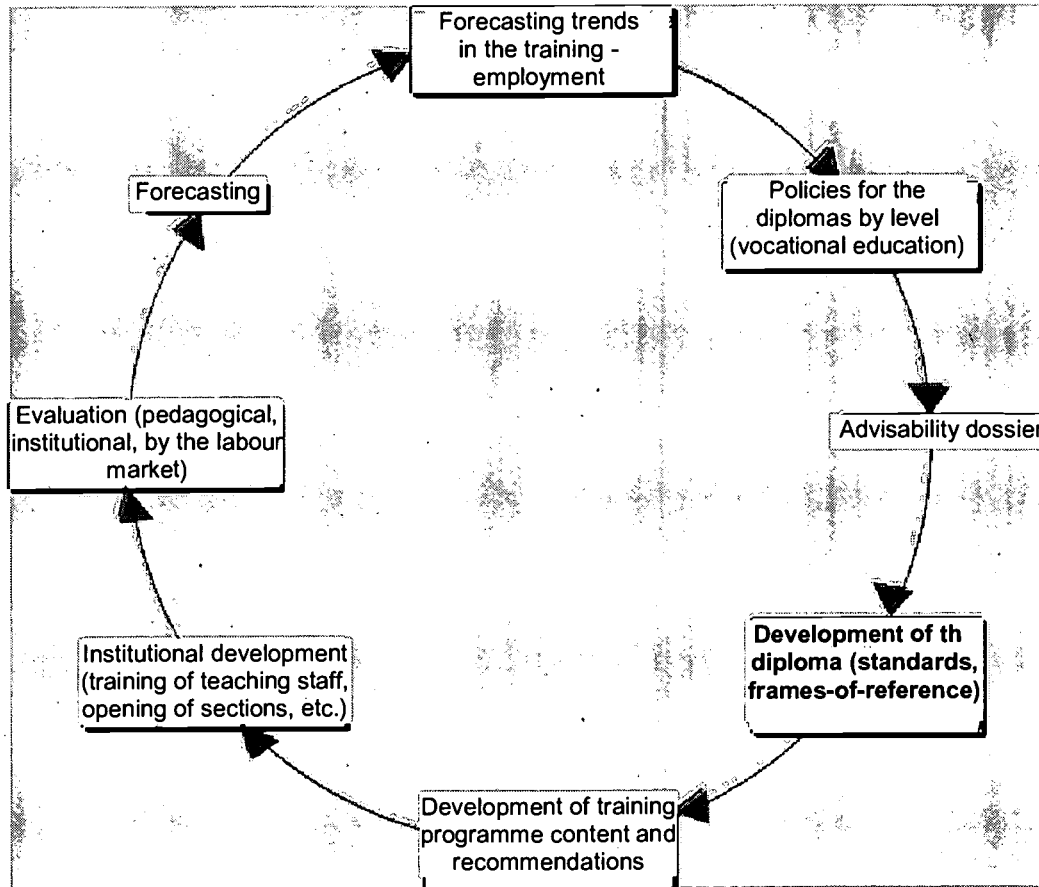 Forecasting trends
in the training -
employment
Policies for the
diplomas by level
(vocational education)
Advisability dossier
Development of th
diploma (standards,
frames-of-reference)
Development of training
programme content and
recommendations
Institutional development
(training of teaching staff,
opening of sections, etc.)
Evaluation (pedagogical,
institutional, by the labour
market)
Forecasting